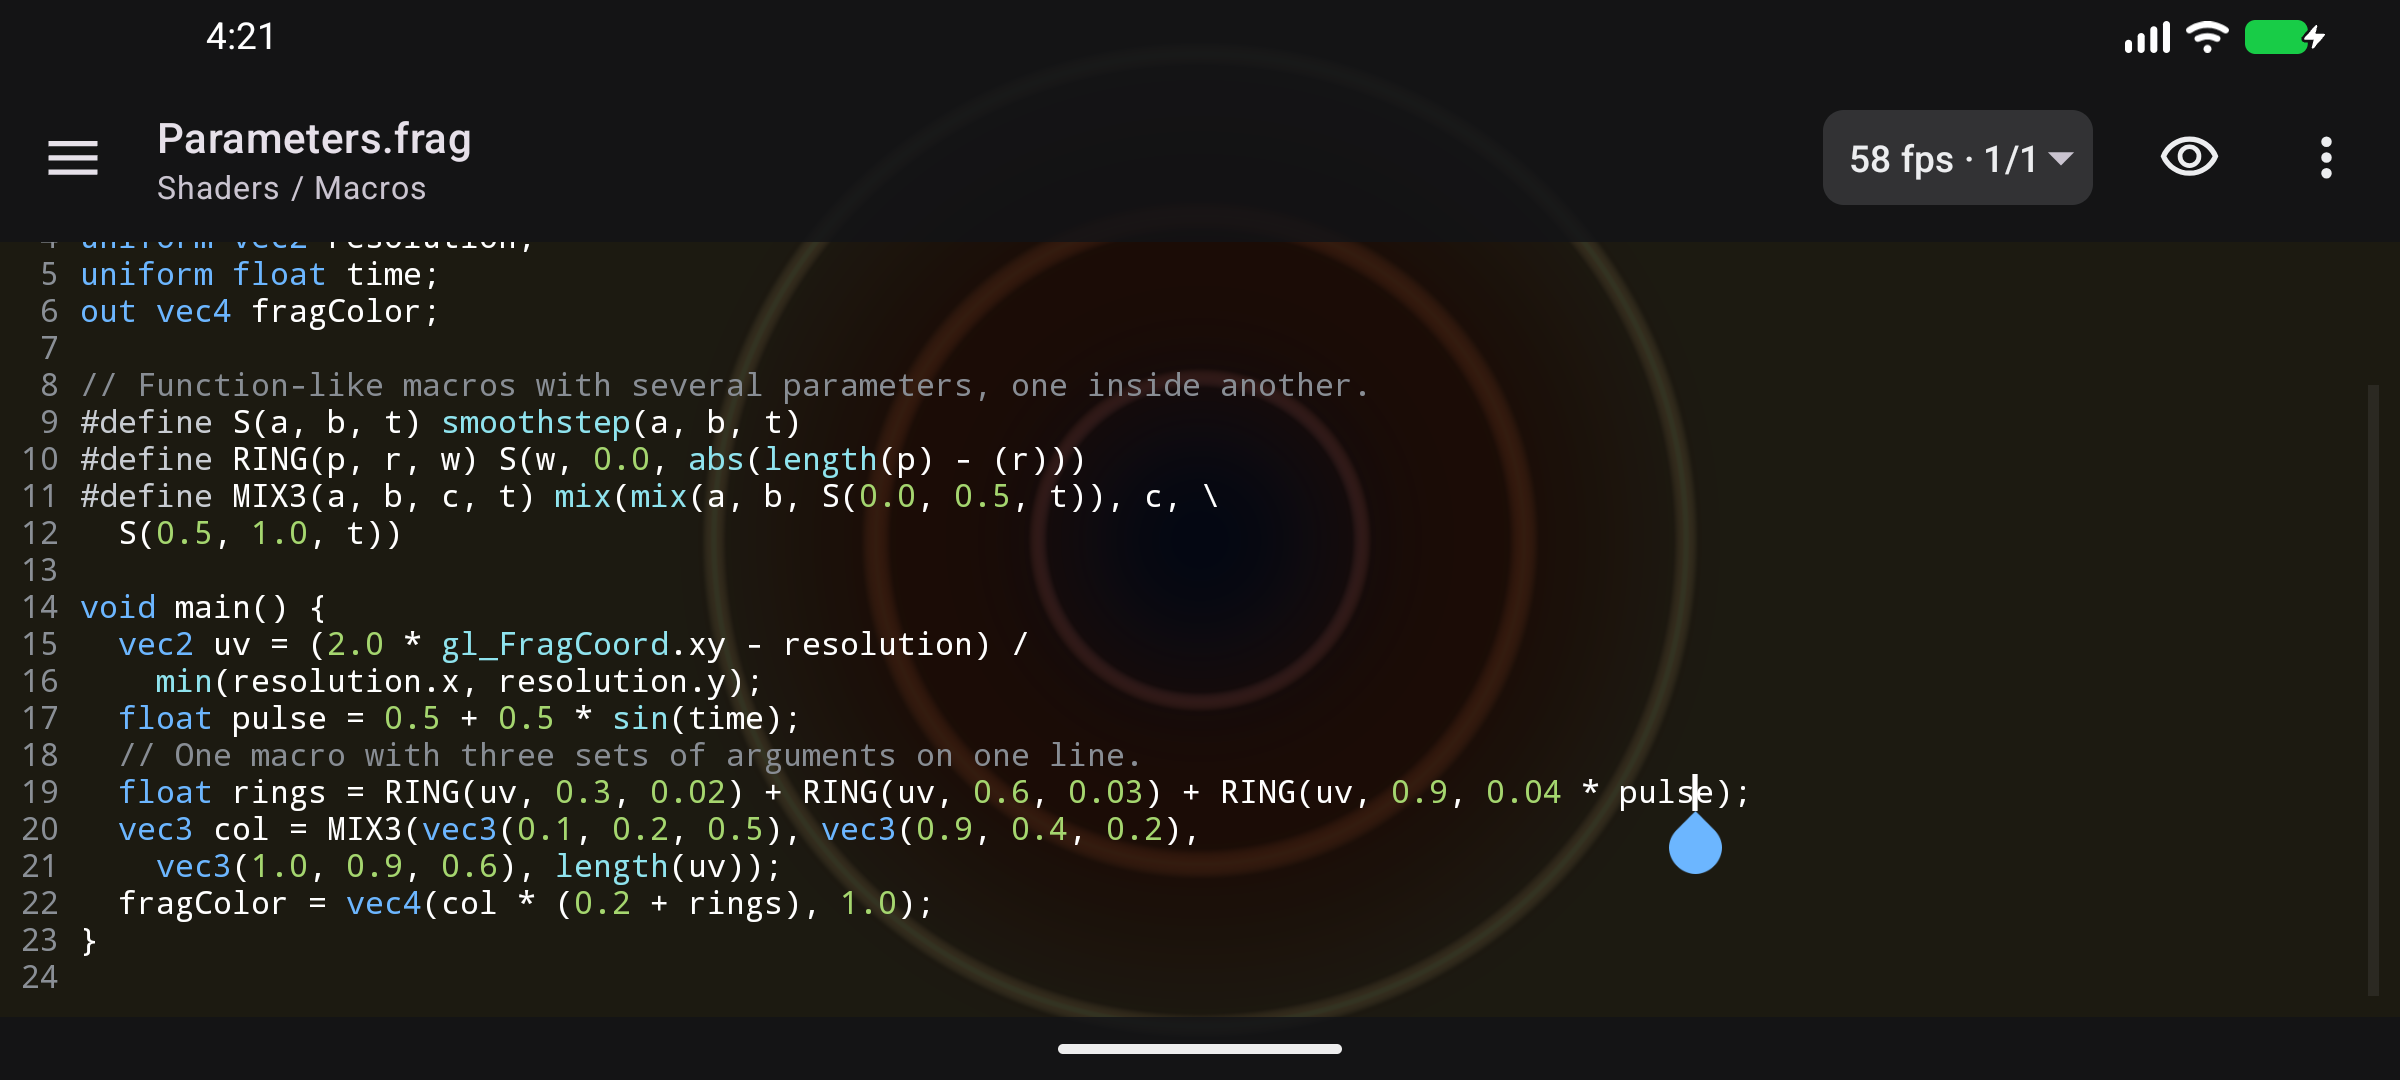 4:21
Parameters.frag
Shaders / Macros
58 fps · 1/1
4 uniform vec2 resolution;
5 uniform float time;
6 out vec4 fragColor;
7
8 // Function-like macros with several parameters, one inside another.
9 #define S(a, b, t) smoothstep(a, b, t)
10 #define RING(p, r, w) S(w, 0.0, abs(length(p) - (r)))
11 #define MIX3(a, b, c, t) mix(mix(a, b, S(0.0, 0.5, t)), c, \
12   S(0.5, 1.0, t))
13
14 void main() {
15   vec2 uv = (2.0 * gl_FragCoord.xy - resolution) /
16     min(resolution.x, resolution.y);
17   float pulse = 0.5 + 0.5 * sin(time);
18   // One macro with three sets of arguments on one line.
19   float rings = RING(uv, 0.3, 0.02) + RING(uv, 0.6, 0.03) + RING(uv, 0.9, 0.04 * pulse);
20   vec3 col = MIX3(vec3(0.1, 0.2, 0.5), vec3(0.9, 0.4, 0.2),
21     vec3(1.0, 0.9, 0.6), length(uv));
22   fragColor = vec4(col * (0.2 + rings), 1.0);
23 }
24